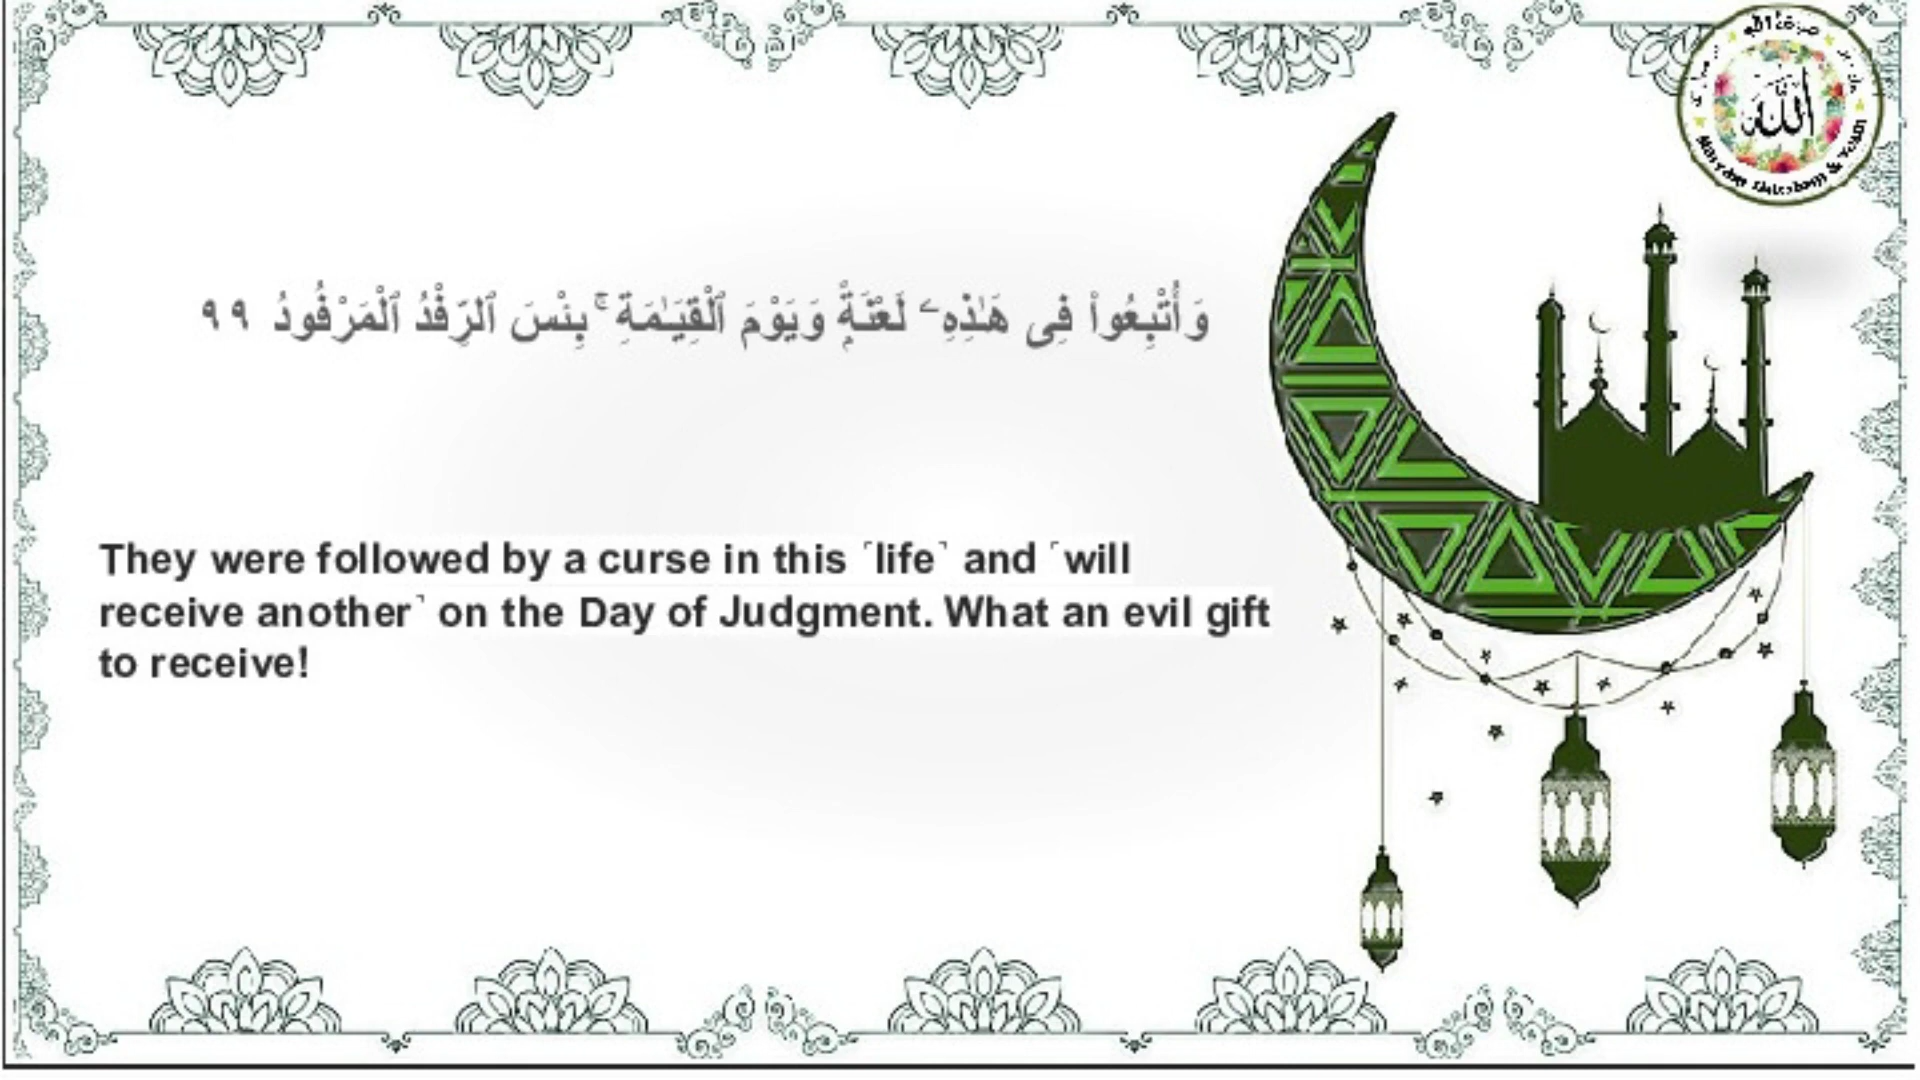 وَأُتْبِعُوا۟ فِى هَـٰذِهِۦ لَعْنَةًۭ وَيَوْمَ ٱلْقِيَـٰمَةِ ۚ بِئْسَ ٱلرِّفْدُ ٱلْمَرْفُودُ ٩٩
They were followed by a curse in this ˹life˺ and ˹will
receive another˺ on the Day of Judgment. What an evil gift
to receive!
الله